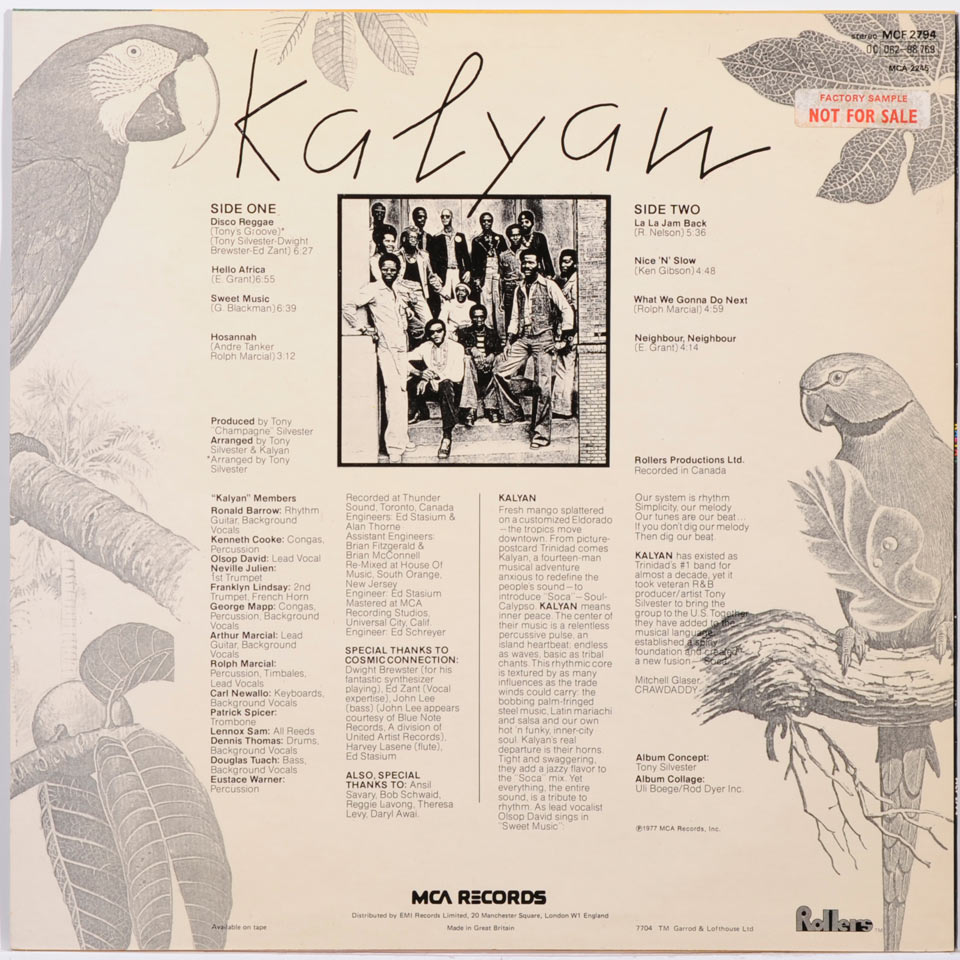 stereo MCF 2794
0C 062-98 769
MCA-2245
FACTORY SAMPLE
NOT FOR SALE
Kalyan
SIDE ONE
Disco Reggae
(Tony's Groove)*
(Tony Silvester-Dwight
Brewster-Ed Zant) 6:27
Hello Africa
(E. Grant) 6:55
Sweet Music
(G. Blackman) 6:39
Hosannah
(Andre Tanker
Rolph Marcial) 3:12
Produced by Tony
"Champagne" Silvester
Arranged by Tony
Silvester & Kalyan
*Arranged by Tony
Silvester
SIDE TWO
La La Jam Back
(R. Nelson) 5:36
Nice 'N' Slow
(Ken Gibson) 4:48
What We Gonna Do Next
(Rolph Marcial) 4:59
Neighbour, Neighbour
(E. Grant) 4:14
Rollers Productions Ltd.
Recorded in Canada
"Kalyan" Members
Ronald Barrow: Rhythm
Guitar, Background
Vocals
Kenneth Cooke: Congas,
Percussion
Olsop David: Lead Vocal
Neville Julien:
1st Trumpet
Franklyn Lindsay: 2nd
Trumpet, French Horn
George Mapp: Congas,
Percussion, Background
Vocals
Arthur Marcial: Lead
Guitar, Background
Vocals
Rolph Marcial:
Percussion, Timbales,
Lead Vocals
Carl Newallo: Keyboards,
Background Vocals
Patrick Spicer:
Trombone
Lennox Sam: All Reeds
Dennis Thomas: Drums,
Background Vocals
Douglas Tuach: Bass,
Background Vocals
Eustace Warner:
Percussion
Recorded at Thunder
Sound, Toronto, Canada
Engineers: Ed Stasium &
Alan Thorne
Assistant Engineers:
Brian Fitzgerald &
Brian McConnell
Re-Mixed at House Of
Music, South Orange,
New Jersey
Engineer: Ed Stasium
Mastered at MCA
Recording Studios,
Universal City, Calif.
Engineer: Ed Schreyer
SPECIAL THANKS TO
COSMIC CONNECTION:
Dwight Brewster (for his
fantastic synthesizer
playing), Ed Zant (Vocal
expertise), John Lee
(bass) (John Lee appears
courtesy of Blue Note
Records, A division of
United Artist Records),
Harvey Lasene (flute),
Ed Stasium
ALSO, SPECIAL
THANKS TO: Ansil
Savary, Bob Schwaid,
Reggie Lavong, Theresa
Levy, Daryl Awai.
KALYAN
Fresh mango splattered
on a customized Eldorado
—the tropics move
downtown. From picture-
postcard Trinidad comes
Kalyan, a fourteen-man
musical adventure
anxious to redefine the
people's sound—to
introduce "Soca"—Soul-
Calypso. KALYAN means
inner peace. The center of
their music is a relentless
percussive pulse, an
island heartbeat; endless
as waves, basic as tribal
chants. This rhythmic core
is textured by as many
influences as the trade
winds could carry: the
bobbing palm-fringed
steel music, Latin mariachi
and salsa and our own
hot 'n funky, inner-city
soul. Kalyan's real
departure is their horns.
Tight and swaggering,
they add a jazzy flavor to
the "Soca" mix. Yet
everything, the entire
sound, is a tribute to
rhythm. As lead vocalist
Olsop David sings in
"Sweet Music":
Our system is rhythm
Simplicity, our melody
Our tunes are our beat...
If you don't dig our melody
Then dig our beat.
KALYAN has existed as
Trinidad's #1 band for
almost a decade, yet it
took veteran R&B
producer/artist Tony
Silvester to bring the
group to the U.S. Together
they have added to the
musical language,
established a spicy
foundation and created
a new fusion—"Soca".
Mitchell Glaser
CRAWDADDY
Album Concept:
Tony Silvester
Album Collage:
Uli Boege/Rod Dyer Inc.
℗1977 MCA Records, Inc.
MCA RECORDS
Distributed by EMI Records Limited, 20 Manchester Square, London W1 England
Available on tape
Made in Great Britain
7704 TM Garrod & Lofthouse Ltd
Rollers TM